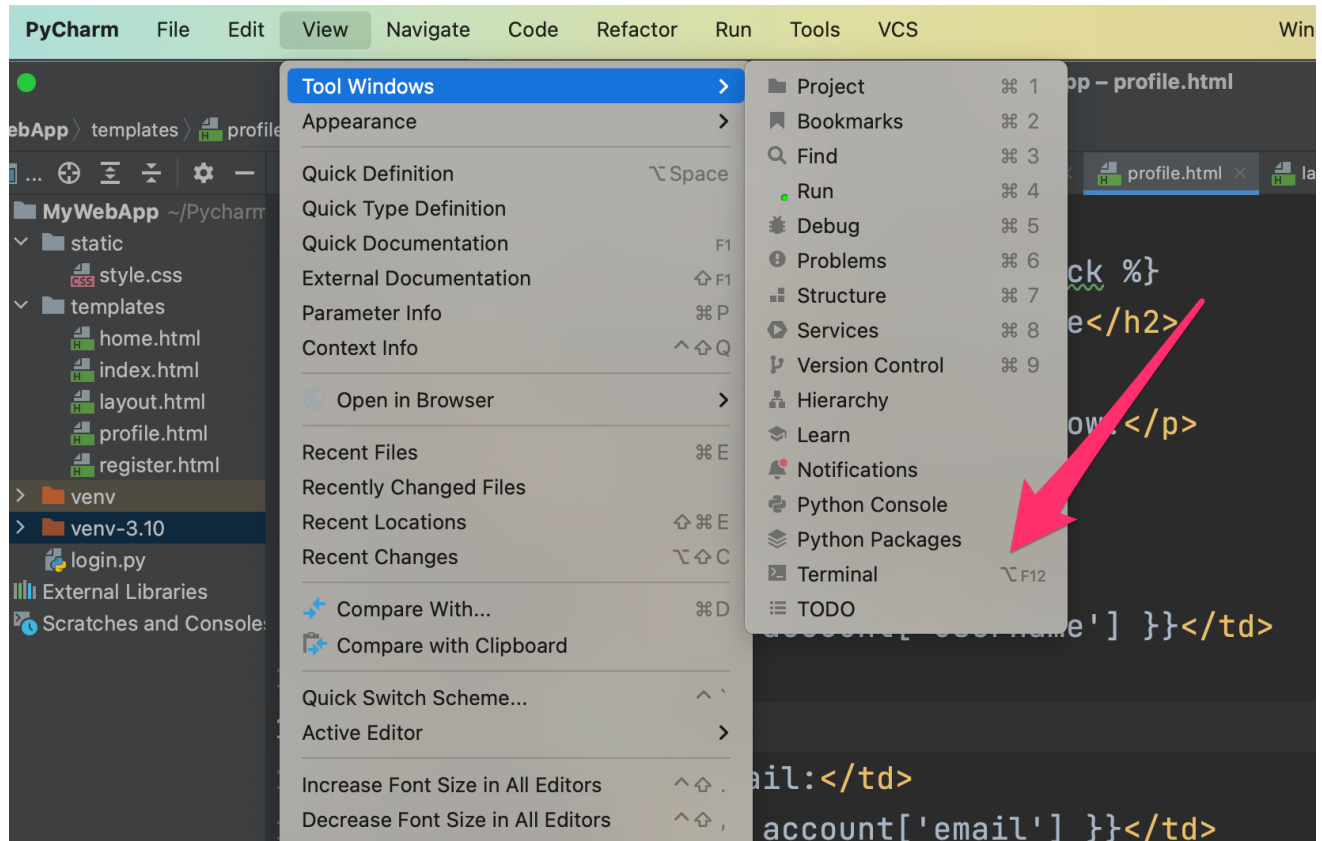 PyCharm File Edit View Navigate Code Refactor Run Tools VCS Win
pp – profile.html
ebApp templates profile
...
profile.html la
MyWebApp ~/Pycharm
static
style.css
templates
home.html
index.html
layout.html
profile.html
register.html
venv
venv-3.10
login.py
External Libraries
Scratches and Console
Tool Windows
Appearance
Quick Definition ⌥Space
Quick Type Definition
Quick Documentation F1
External Documentation ⇧F1
Parameter Info ⌘P
Context Info ^⇧Q
Open in Browser
Recent Files ⌘E
Recently Changed Files
Recent Locations ⇧⌘E
Recent Changes ⌥⇧C
Compare With... ⌘D
Compare with Clipboard
Quick Switch Scheme... ^`
Active Editor
Increase Font Size in All Editors ^⇧.
Decrease Font Size in All Editors ^⇧,
Project ⌘1
Bookmarks ⌘2
Find ⌘3
Run ⌘4
Debug ⌘5
Problems ⌘6
Structure ⌘7
Services ⌘8
Version Control ⌘9
Hierarchy
Learn
Notifications
Python Console
Python Packages
Terminal ⌥F12
TODO
ck %}
e</h2>
ow:</p>
account['username'] }}</td>
ail:</td>
account['email'] }}</td>